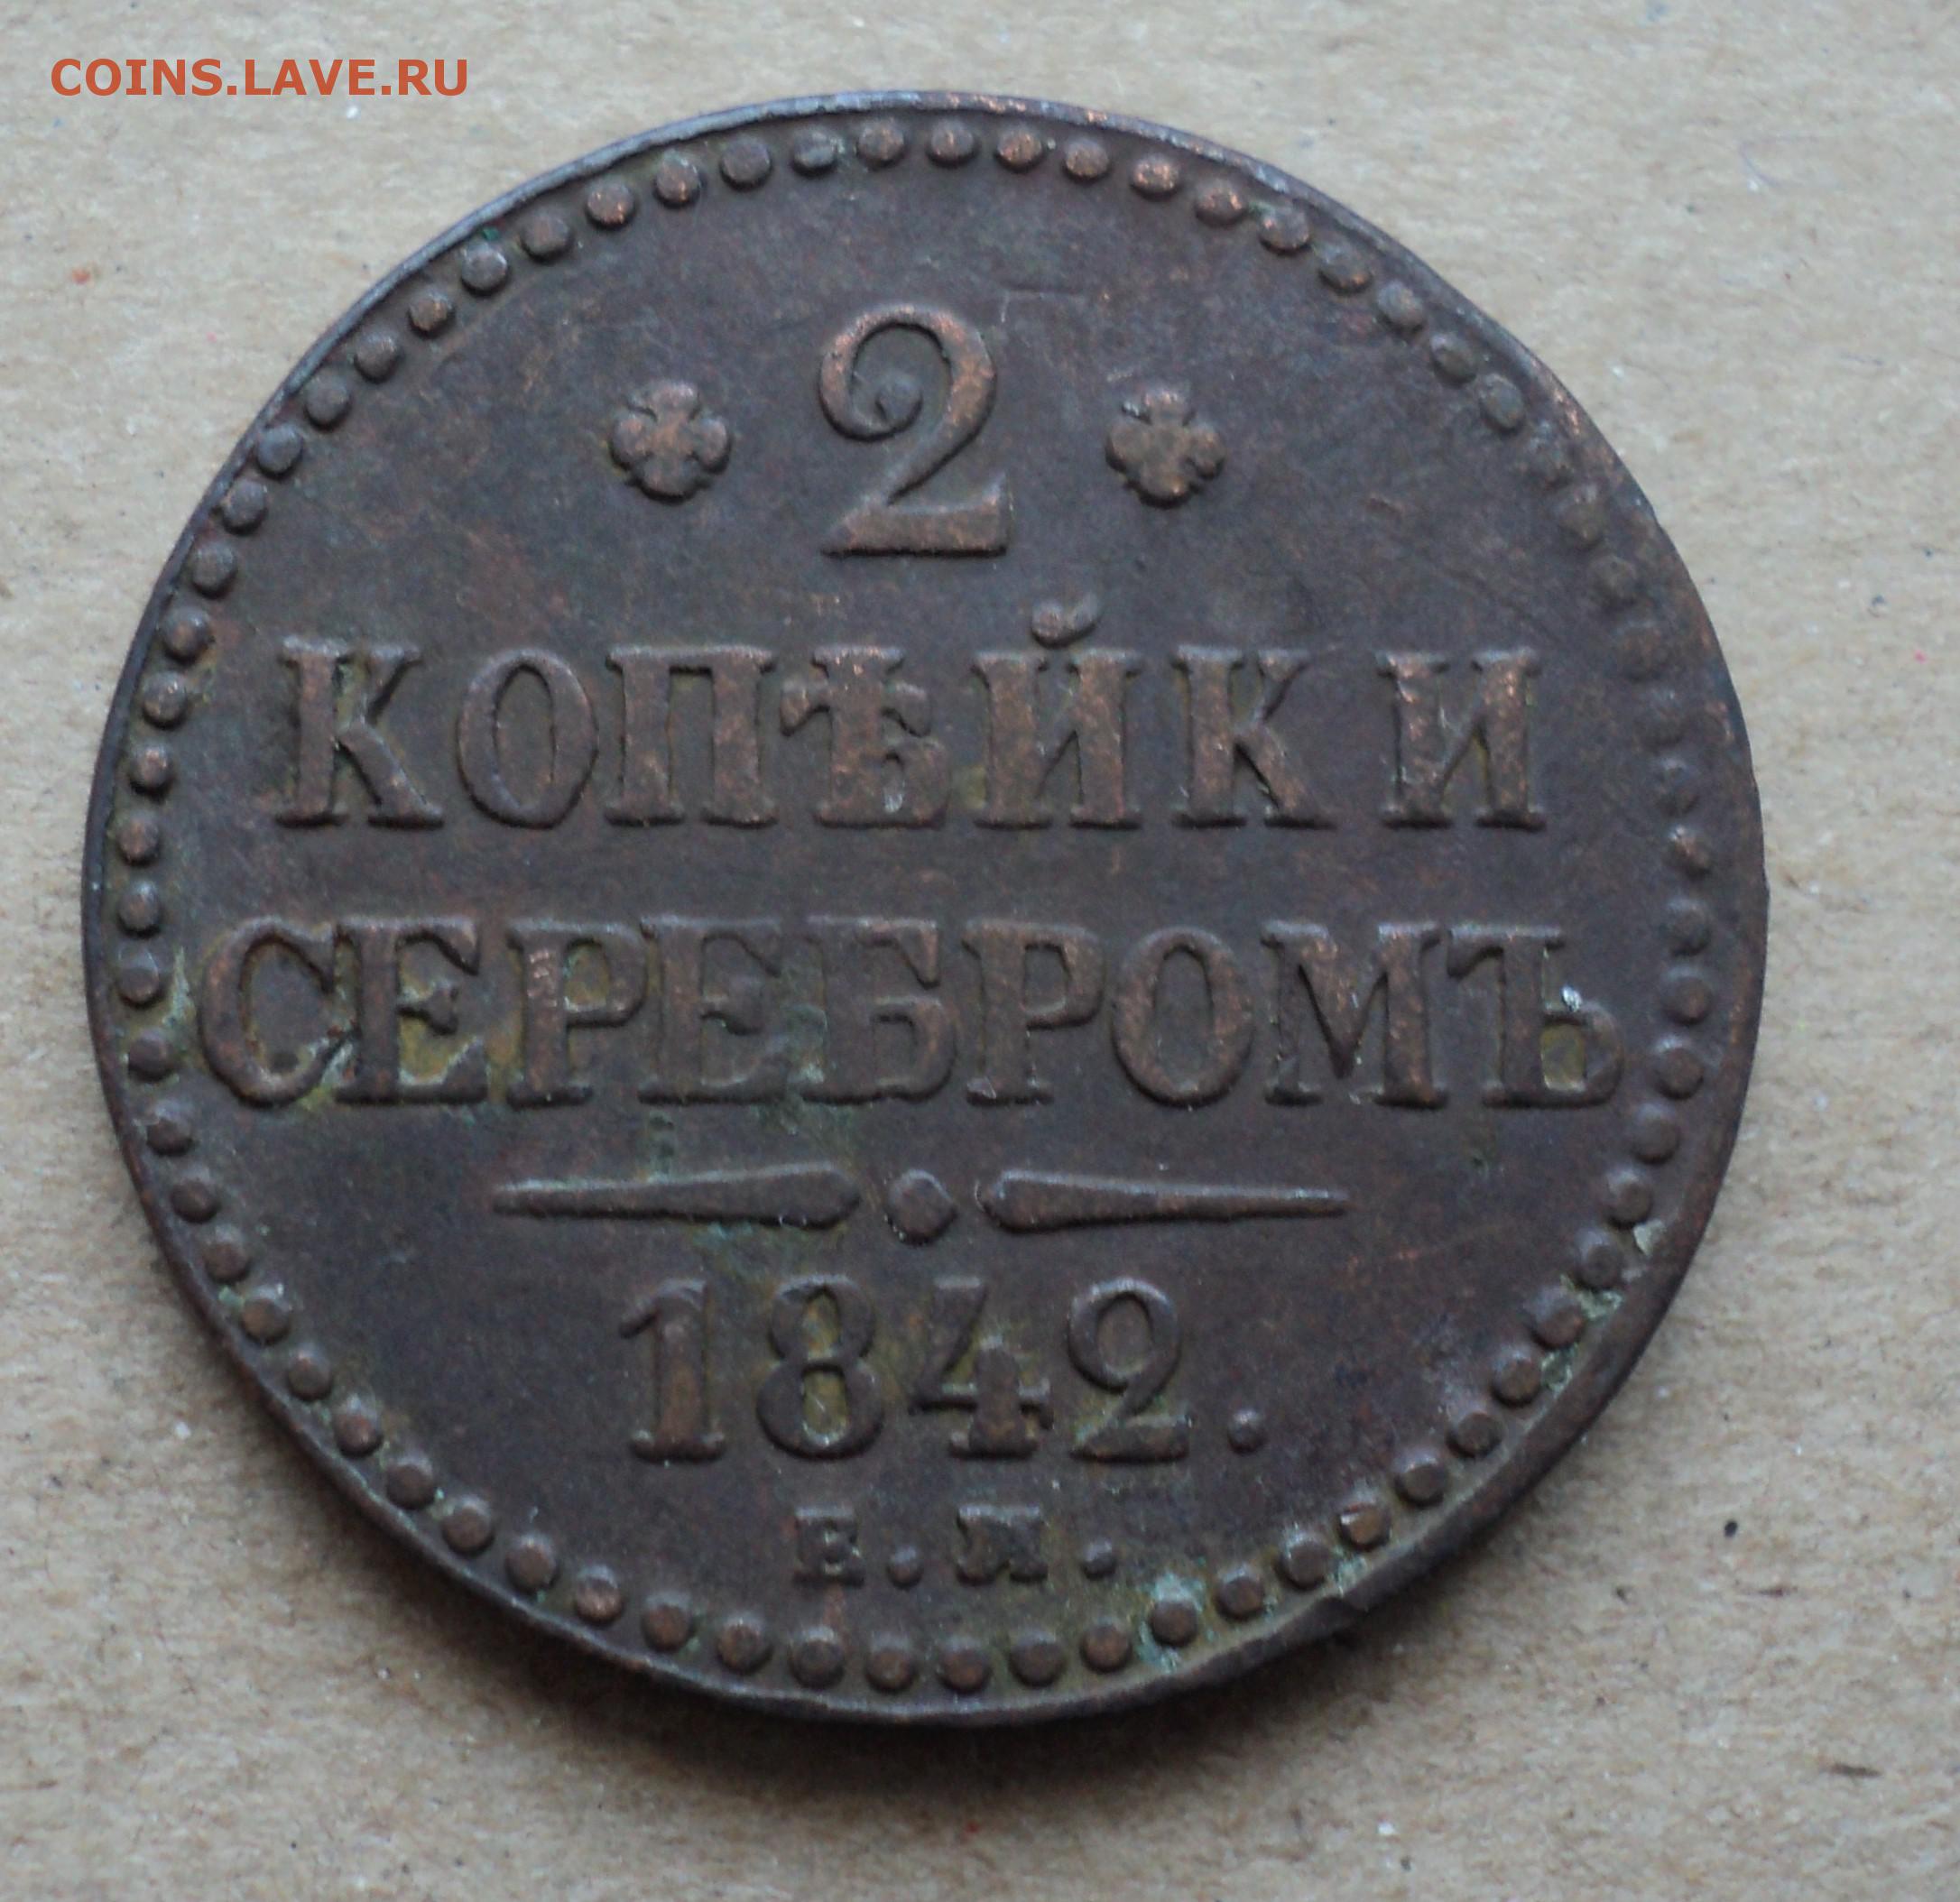 COINS.LAVE.RU
2
КОПѢЙКИ
СЕРЕБРОМЪ
1842.
Е.М.